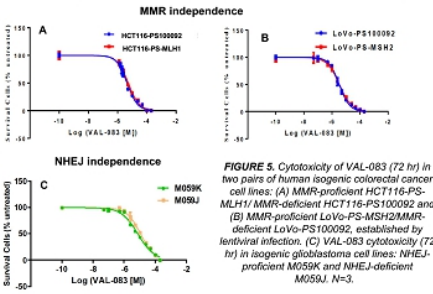 MMR independence
A
HCT116-PS100092
HCT116-PS-MLH1
Survival Cells (% untreated)
150
100
50
0
-50
-10
-8
-6
-4
-2
Log (VAL-083 [M])
B
LoVo-PS100092
LoVo-PS-MSH2
Survival Cells (% untreated)
150
100
50
0
-50
-10
-8
-6
-4
-2
Log (VAL-083 [M])
NHEJ independence
C
M059K
M059J
Survival Cells (% untreated)
150
100
50
0
-50
-10
-8
-6
-4
-2
Log (VAL-083 [M])
FIGURE 5. Cytotoxicity of VAL-083 (72 hr) in
two pairs of human isogenic colorectal cancer
cell lines: (A) MMR-proficient HCT116-PS-
MLH1/ MMR-deficient HCT116-PS100092 and
(B) MMR-proficient LoVo-PS-MSH2/MMR-
deficient LoVo-PS100092, established by
lentiviral infection. (C) VAL-083 cytotoxicity (72
hr) in isogenic glioblastoma cell lines: NHEJ-
proficient M059K and NHEJ-deficient
M059J. N=3.